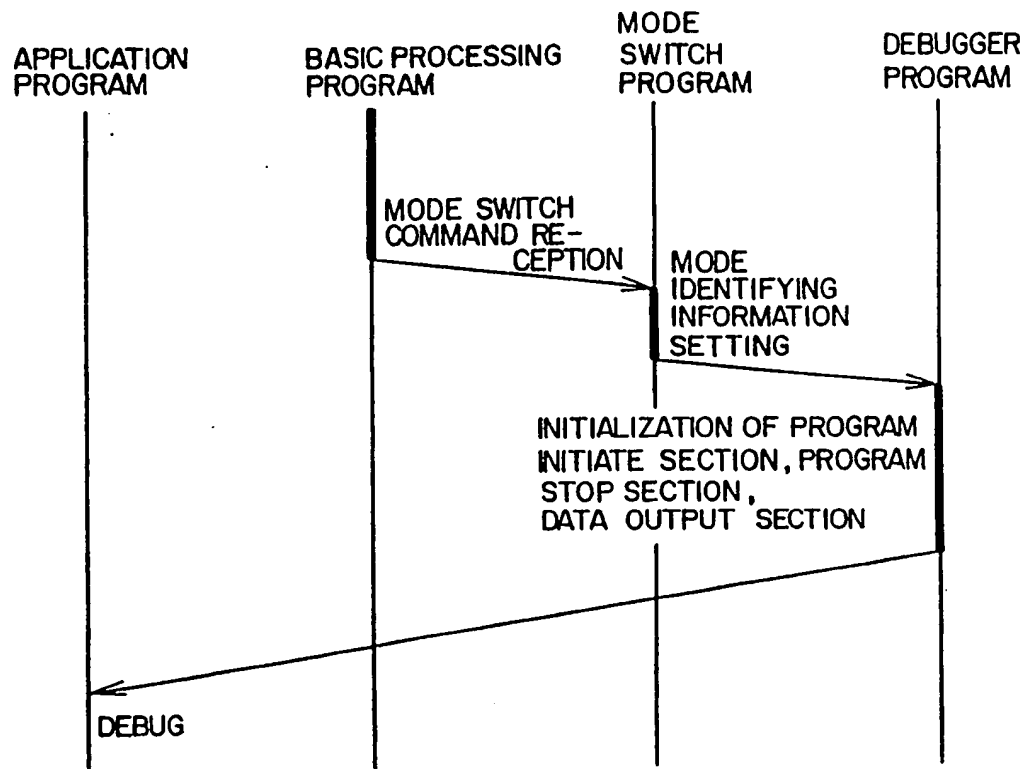 APPLICATION
PROGRAM
BASIC PROCESSING
PROGRAM
MODE
SWITCH
PROGRAM
DEBUGGER
PROGRAM
MODE SWITCH
COMMAND RE-
CEPTION
MODE
IDENTIFYING
INFORMATION
SETTING
INITIALIZATION OF PROGRAM
INITIATE SECTION, PROGRAM
STOP SECTION,
DATA OUTPUT SECTION
DEBUG